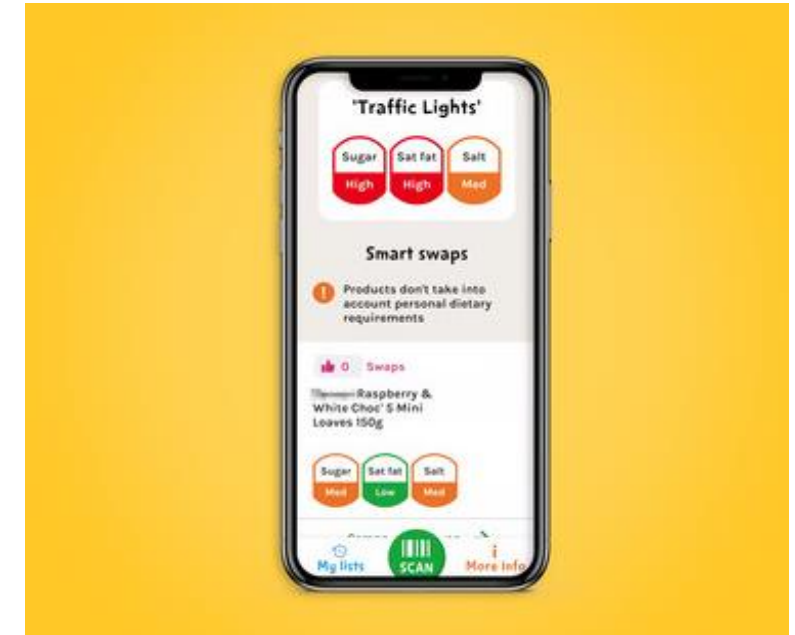 'Traffic Lights'
Sugar Sat fat Salt
High High Med
Smart swaps
!
Products don't take into
account personal dietary
requirements
0 Swaps
Raspberry &
White Choc' 5 Mini
Loaves 150g
Sugar Sat fat Salt
Med Low Med
My lists
SCAN
More Info